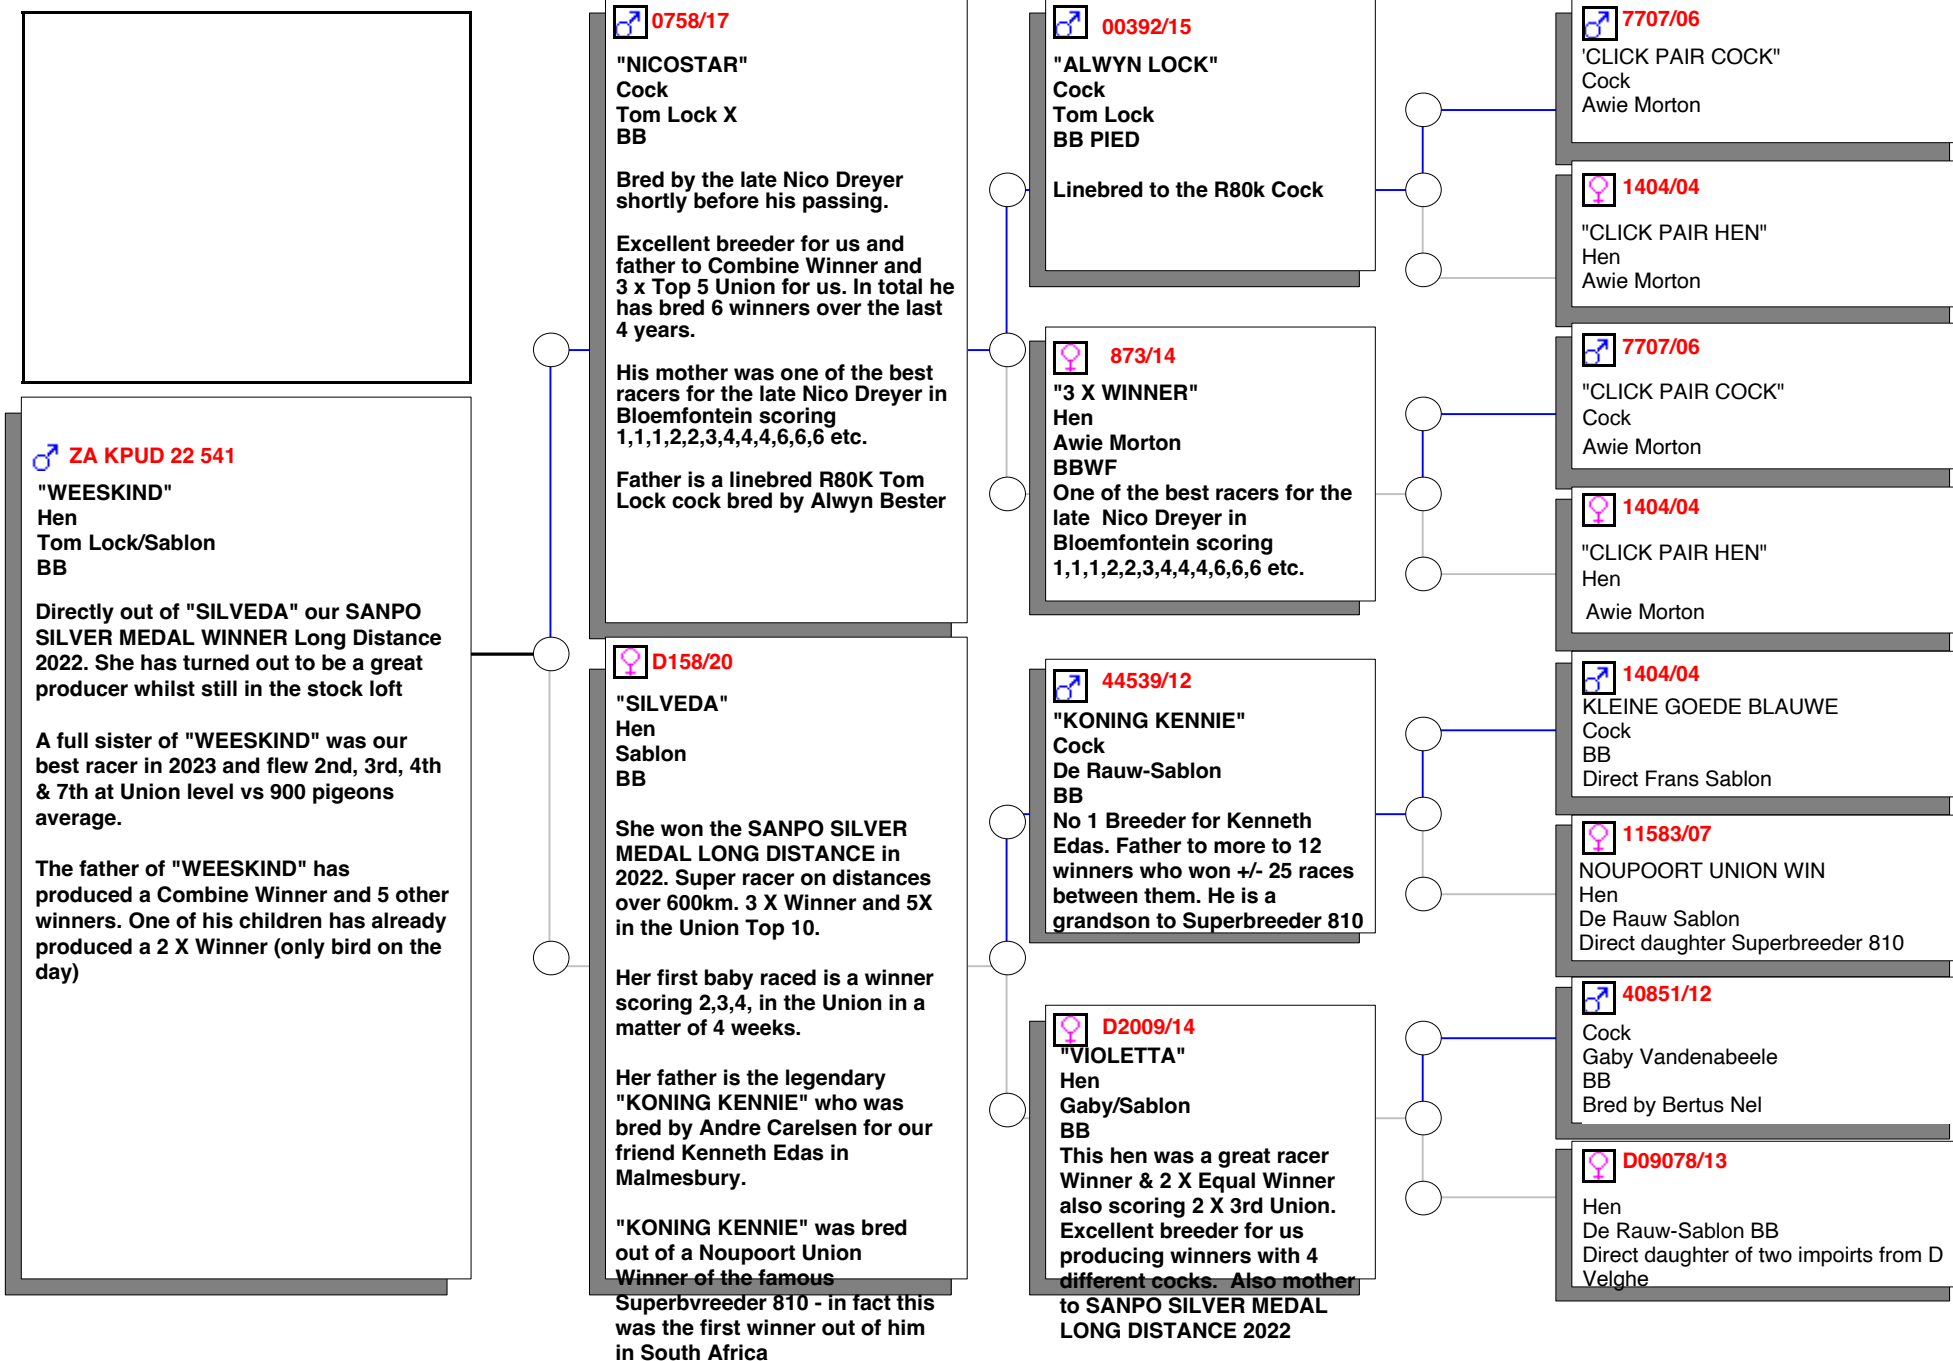 ZA KPUD 22 541
"WEESKIND"
Hen
Tom Lock/Sablon
BB
Directly out of "SILVEDA" our SANPO
SILVER MEDAL WINNER Long Distance
2022. She has turned out to be a great
producer whilst still in the stock loft
A full sister of "WEESKIND" was our
best racer in 2023 and flew 2nd, 3rd, 4th
& 7th at Union level vs 900 pigeons
average.
The father of "WEESKIND" has
produced a Combine Winner and 5 other
winners. One of his children has already
produced a 2 X Winner (only bird on the
day)
0758/17
"NICOSTAR"
Cock
Tom Lock X
BB
Bred by the late Nico Dreyer
shortly before his passing.
Excellent breeder for us and
father to Combine Winner and
3 x Top 5 Union for us. In total he
has bred 6 winners over the last
4 years.
His mother was one of the best
racers for the late Nico Dreyer in
Bloemfontein scoring
1,1,1,2,2,3,4,4,4,6,6,6 etc.
Father is a linebred R80K Tom
Lock cock bred by Alwyn Bester
D158/20
"SILVEDA"
Hen
Sablon
BB
She won the SANPO SILVER
MEDAL LONG DISTANCE in
2022. Super racer on distances
over 600km. 3 X Winner and 5X
in the Union Top 10.
Her first baby raced is a winner
scoring 2,3,4, in the Union in a
matter of 4 weeks.
Her father is the legendary
"KONING KENNIE" who was
bred by Andre Carelsen for our
friend Kenneth Edas in
Malmesbury.
"KONING KENNIE" was bred
out of a Noupoort Union
Winner of the famous
Superbvreeder 810 - in fact this
was the first winner out of him
in South Africa
00392/15
"ALWYN LOCK"
Cock
Tom Lock
BB PIED
Linebred to the R80k Cock
873/14
"3 X WINNER"
Hen
Awie Morton
BBWF
One of the best racers for the
late Nico Dreyer in
Bloemfontein scoring
1,1,1,2,2,3,4,4,4,6,6,6 etc.
44539/12
"KONING KENNIE"
Cock
De Rauw-Sablon
BB
No 1 Breeder for Kenneth
Edas. Father to more to 12
winners who won +/- 25 races
between them. He is a
grandson to Superbreeder 810
D2009/14
"VIOLETTA"
Hen
Gaby/Sablon
BB
This hen was a great racer
Winner & 2 X Equal Winner
also scoring 2 X 3rd Union.
Excellent breeder for us
producing winners with 4
different cocks. Also mother
to SANPO SILVER MEDAL
LONG DISTANCE 2022
7707/06
'CLICK PAIR COCK"
Cock
Awie Morton
1404/04
"CLICK PAIR HEN"
Hen
Awie Morton
7707/06
"CLICK PAIR COCK"
Cock
Awie Morton
1404/04
"CLICK PAIR HEN"
Hen
Awie Morton
1404/04
KLEINE GOEDE BLAUWE
Cock
BB
Direct Frans Sablon
11583/07
NOUPOORT UNION WIN
Hen
De Rauw Sablon
Direct daughter Superbreeder 810
40851/12
Cock
Gaby Vandenabeele
BB
Bred by Bertus Nel
D09078/13
Hen
De Rauw-Sablon BB
Direct daughter of two impoirts from D
Velghe